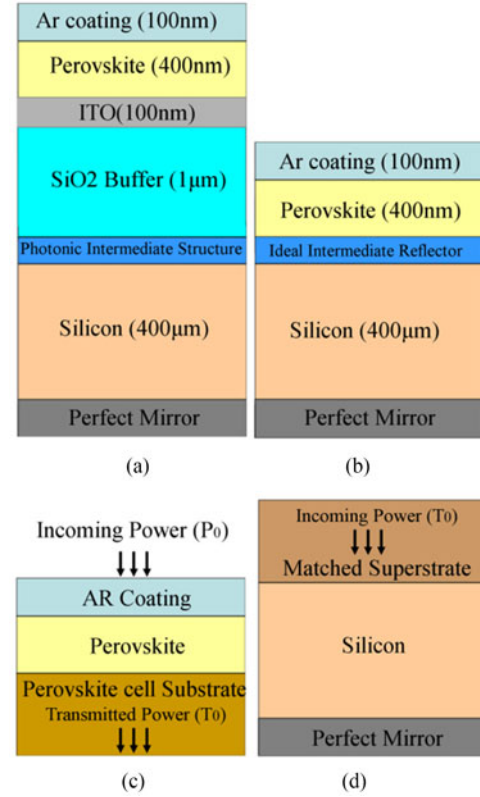 Ar coating (100nm)
Perovskite (400nm)
ITO(100nm)
SiO2 Buffer (1μm)
Photonic Intermediate Structure
Silicon (400μm)
Perfect Mirror
(a)
Ar coating (100nm)
Perovskite (400nm)
Ideal Intermediate Reflector
Silicon (400μm)
Perfect Mirror
(b)
Incoming Power (P0)
AR Coating
Perovskite
Perovskite cell Substrate
Transmitted Power (T0)
(c)
Incoming Power (T0)
Matched Superstrate
Silicon
Perfect Mirror
(d)